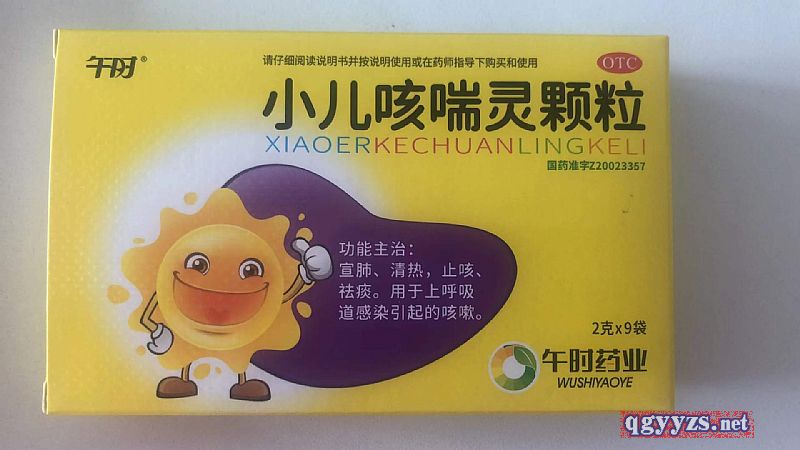 午时®
请仔细阅读说明书并按说明使用或在药师指导下购买和使用
OTC
小儿咳喘灵颗粒
XIAOERKECHUANLINGKELI
国药准字Z20023357
功能主治:
宣肺、清热,止咳、
祛痰。用于上呼吸
道感染引起的咳嗽。
2克x9袋
午时药业
WUSHIYAOYE
qgyyzs.net